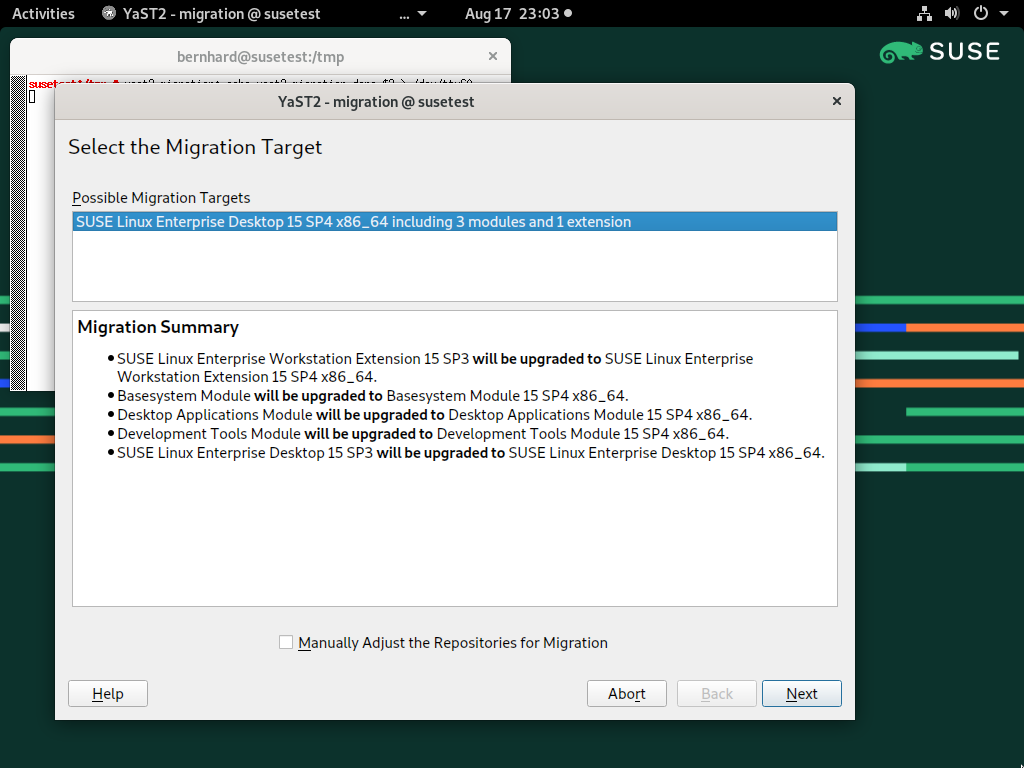 Activities YaST2 - migration @ susetest ... Aug 17 23:03
SUSE
bernhard@susetest:/tmp
YaST2 - migration @ susetest
Select the Migration Target
Possible Migration Targets
SUSE Linux Enterprise Desktop 15 SP4 x86_64 including 3 modules and 1 extension
Migration Summary
SUSE Linux Enterprise Workstation Extension 15 SP3 will be upgraded to SUSE Linux Enterprise
Workstation Extension 15 SP4 x86_64.
Basesystem Module will be upgraded to Basesystem Module 15 SP4 x86_64.
Desktop Applications Module will be upgraded to Desktop Applications Module 15 SP4 x86_64.
Development Tools Module will be upgraded to Development Tools Module 15 SP4 x86_64.
SUSE Linux Enterprise Desktop 15 SP3 will be upgraded to SUSE Linux Enterprise Desktop 15 SP4 x86_64.
Manually Adjust the Repositories for Migration
Help Abort Back Next